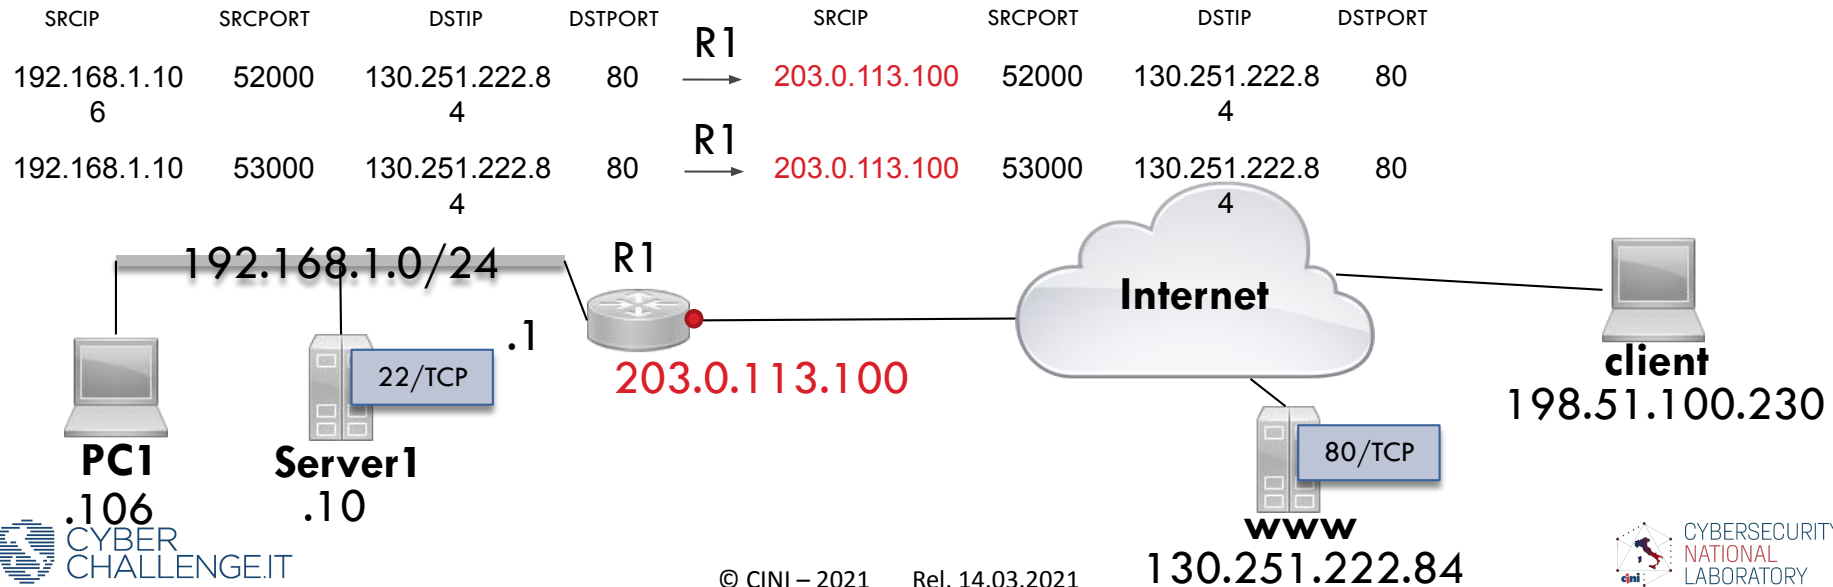 SRCIP SRCPORT DSTIP DSTPORT SRCIP SRCPORT DSTIP DSTPORT
R1
192.168.1.10 52000 130.251.222.8 80 203.0.113.100 52000 130.251.222.8 80
6 4 4
R1
192.168.1.10 53000 130.251.222.8 80 203.0.113.100 53000 130.251.222.8 80
4 4
192.168.1.0/24 R1
Internet
.1
22/TCP
203.0.113.100
client
198.51.100.230
PC1 Server1
80/TCP
.106 .10
www
130.251.222.84
CYBER
CHALLENGE.IT
© CINI – 2021 Rel. 14.03.2021
cini
CYBERSECURITY
NATIONAL
LABORATORY